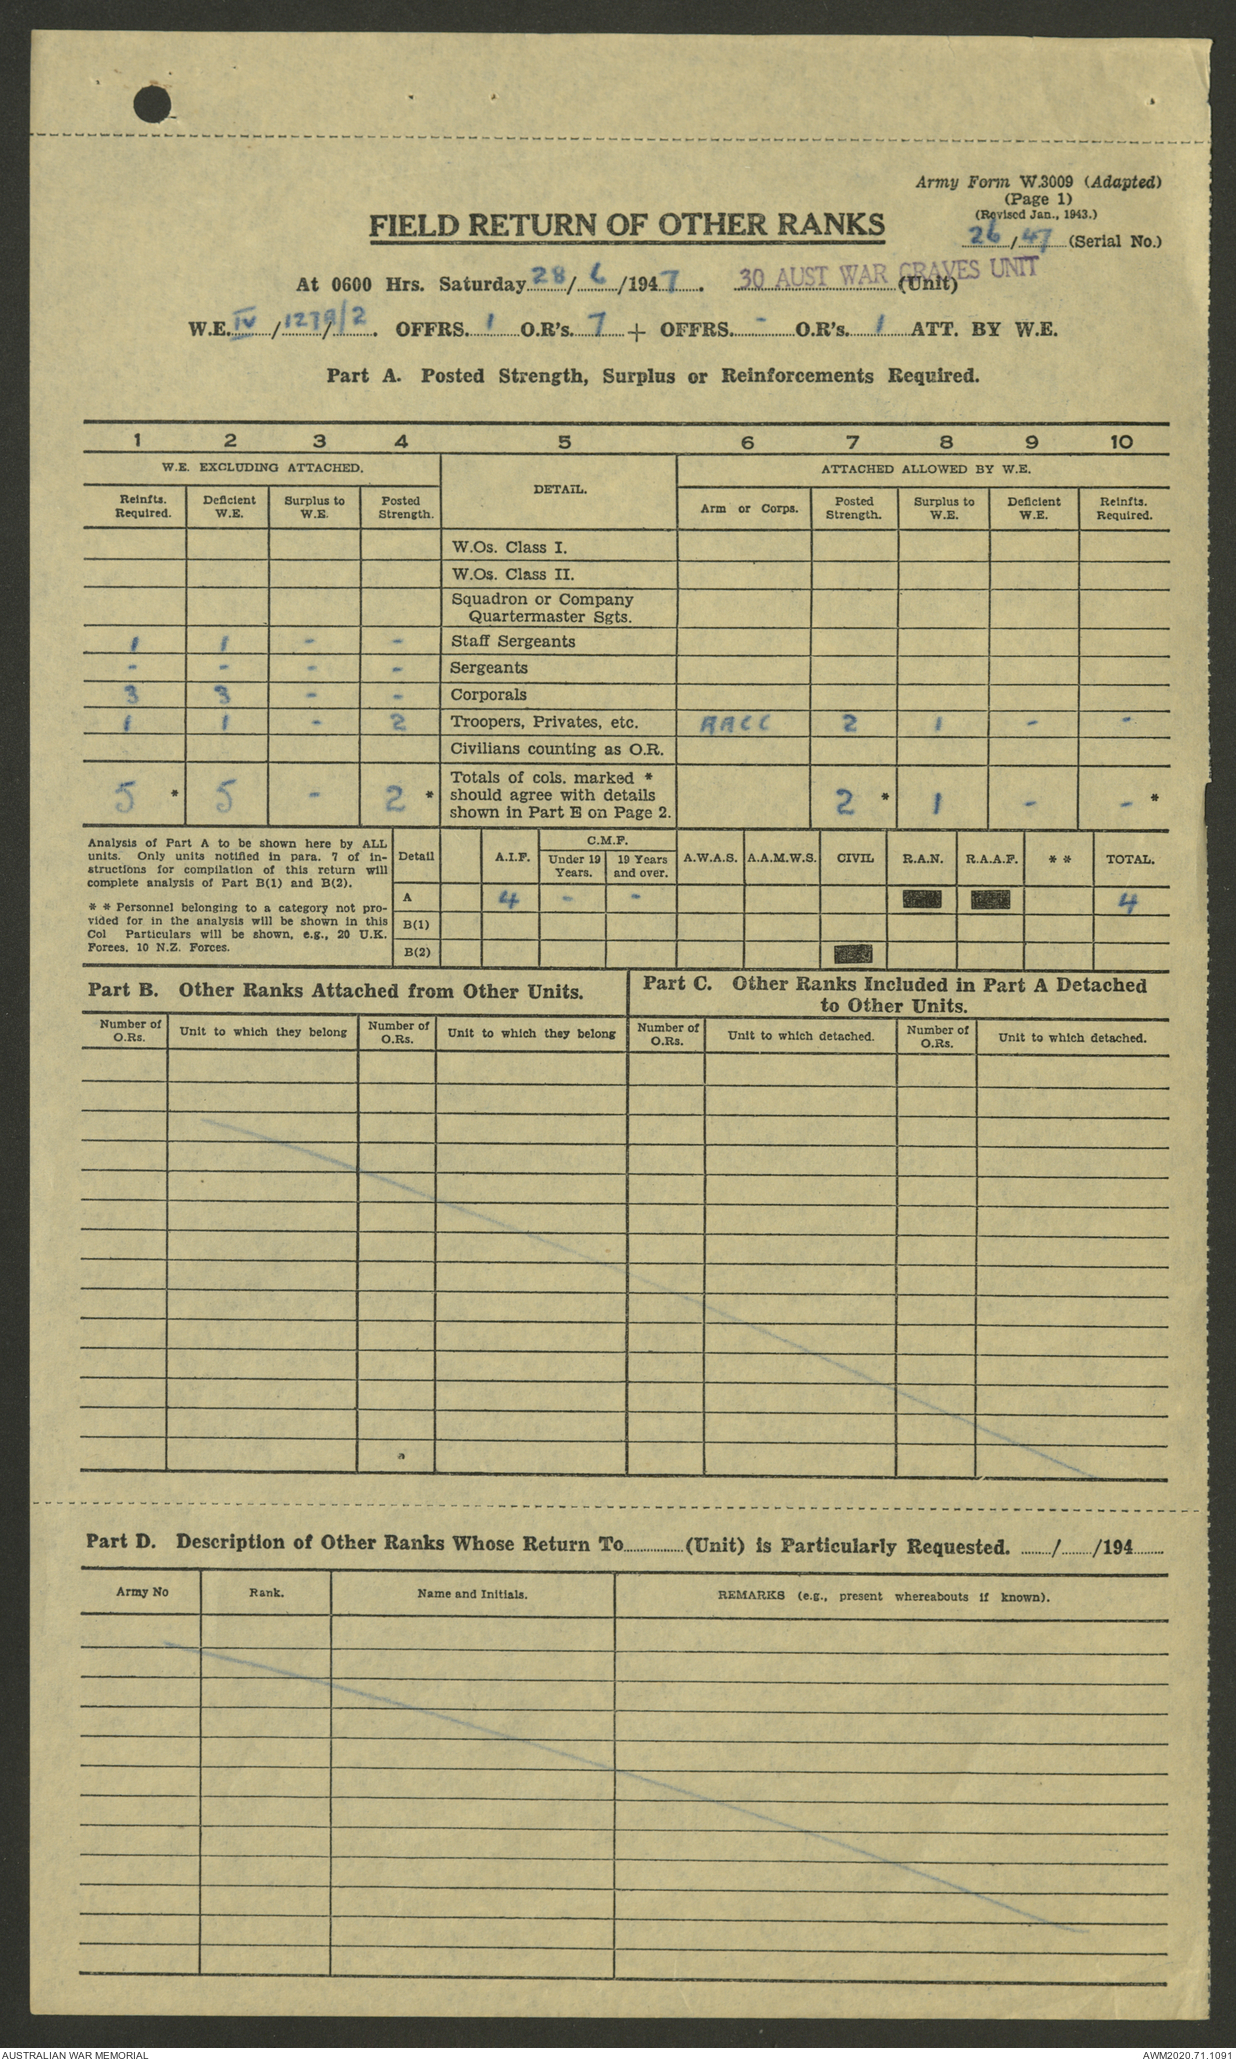 Army Form W.3009 (Adapted)
(Page 1)
(Revised Jan., 1943.)
26/47 (Serial No.)
FIELD RETURN OF OTHER RANKS
At 0600 Hrs. Saturday 28/6/1947. 30 AUST WAR GRAVES UNIT (Unit)
W.E. IV/1279/2. OFFRS. 1 O.R's. 7 + OFFRS. - O.R's. 1 ATT. BY W.E.
Part A. Posted Strength, Surplus or Reinforcements Required.
1 2 3 4 5 6 7 8 9 10
W.E. EXCLUDING ATTACHED. DETAIL. ATTACHED ALLOWED BY W.E.
Reinfts. Required. Deficient W.E. Surplus to W.E. Posted Strength. Arm or Corps. Posted Strength. Surplus to W.E. Deficient W.E. Reinfts. Required.
W.Os. Class I.
W.Os. Class II.
Squadron or Company
Quartermaster Sgts.
1 1 - - Staff Sergeants
- - - - Sergeants
3 3 - - Corporals
1 1 - 2 Troopers, Privates, etc. AACC 2 1 - -
Civilians counting as O.R.
5 * 5 - 2 * Totals of cols. marked * should agree with details shown in Part E on Page 2. 2 * 1 - - *
Analysis of Part A to be shown here by ALL
units. Only units notified in para. 7 of in-
structions for compilation of this return will
complete analysis of Part B(1) and B(2).
* * Personnel belonging to a category not pro-
vided for in the analysis will be shown in this
Col Particulars will be shown, e.g., 20 U.K.
Forces, 10 N.Z. Forces.
Detail A.I.F. C.M.F. Under 19 Years. 19 Years and over. A.W.A.S. A.A.M.W.S. CIVIL R.A.N. R.A.A.F. * * TOTAL.
A 4 - - 4
B(1)
B(2)
Part B. Other Ranks Attached from Other Units.
Number of O.Rs. Unit to which they belong Number of O.Rs. Unit to which they belong
Part C. Other Ranks Included in Part A Detached
to Other Units.
Number of O.Rs. Unit to which detached. Number of O.Rs. Unit to which detached.
Part D. Description of Other Ranks Whose Return To (Unit) is Particularly Requested. / /194
Army No Rank. Name and Initials. REMARKS (e.g., present whereabouts if known).
AUSTRALIAN WAR MEMORIAL AWM2020.71.1091